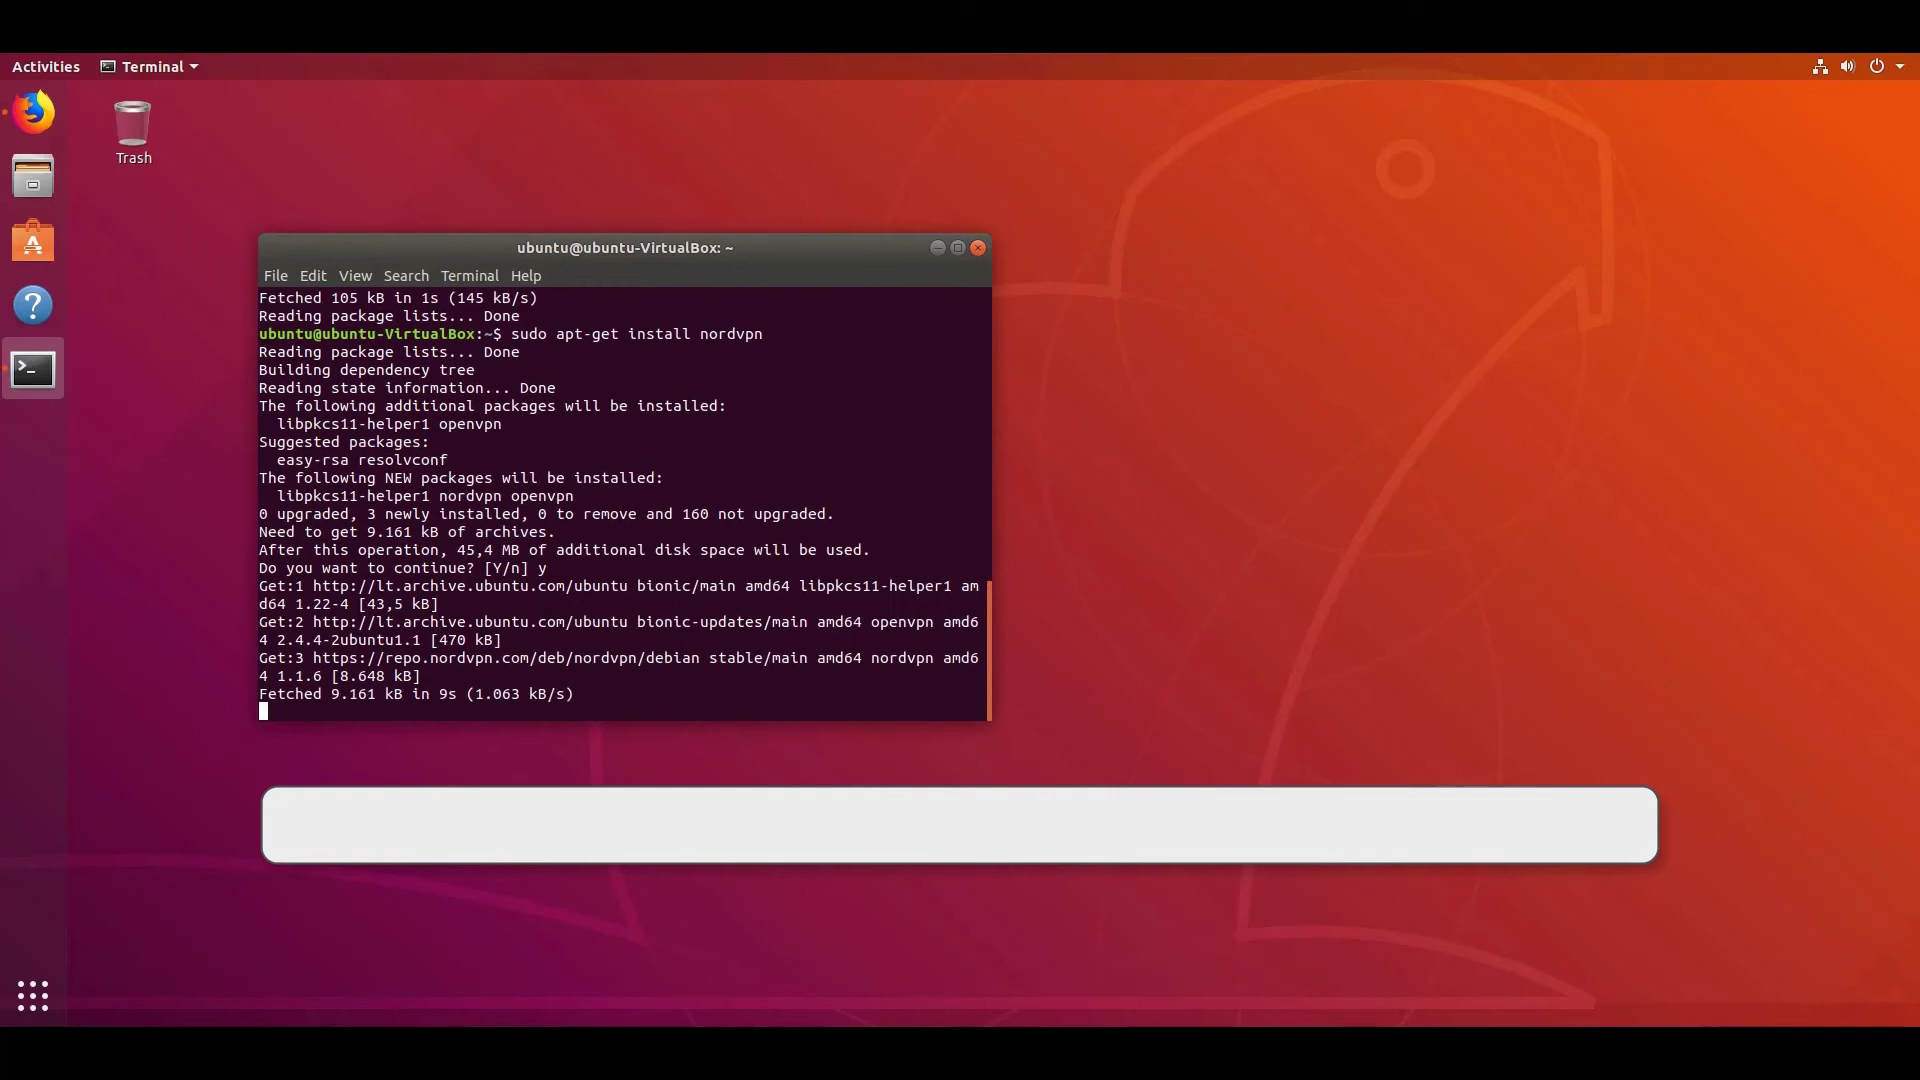 Activities Terminal
Trash
ubuntu@ubuntu-VirtualBox: ~
File Edit View Search Terminal Help
Fetched 105 kB in 1s (145 kB/s)
Reading package lists... Done
ubuntu@ubuntu-VirtualBox:~$ sudo apt-get install nordvpn
Reading package lists... Done
Building dependency tree
Reading state information... Done
The following additional packages will be installed:
  libpkcs11-helper1 openvpn
Suggested packages:
  easy-rsa resolvconf
The following NEW packages will be installed:
  libpkcs11-helper1 nordvpn openvpn
0 upgraded, 3 newly installed, 0 to remove and 160 not upgraded.
Need to get 9.161 kB of archives.
After this operation, 45,4 MB of additional disk space will be used.
Do you want to continue? [Y/n] y
Get:1 http://lt.archive.ubuntu.com/ubuntu bionic/main amd64 libpkcs11-helper1 am
d64 1.22-4 [43,5 kB]
Get:2 http://lt.archive.ubuntu.com/ubuntu bionic-updates/main amd64 openvpn amd6
4 2.4.4-2ubuntu1.1 [470 kB]
Get:3 https://repo.nordvpn.com/deb/nordvpn/debian stable/main amd64 nordvpn amd6
4 1.1.6 [8.648 kB]
Fetched 9.161 kB in 9s (1.063 kB/s)